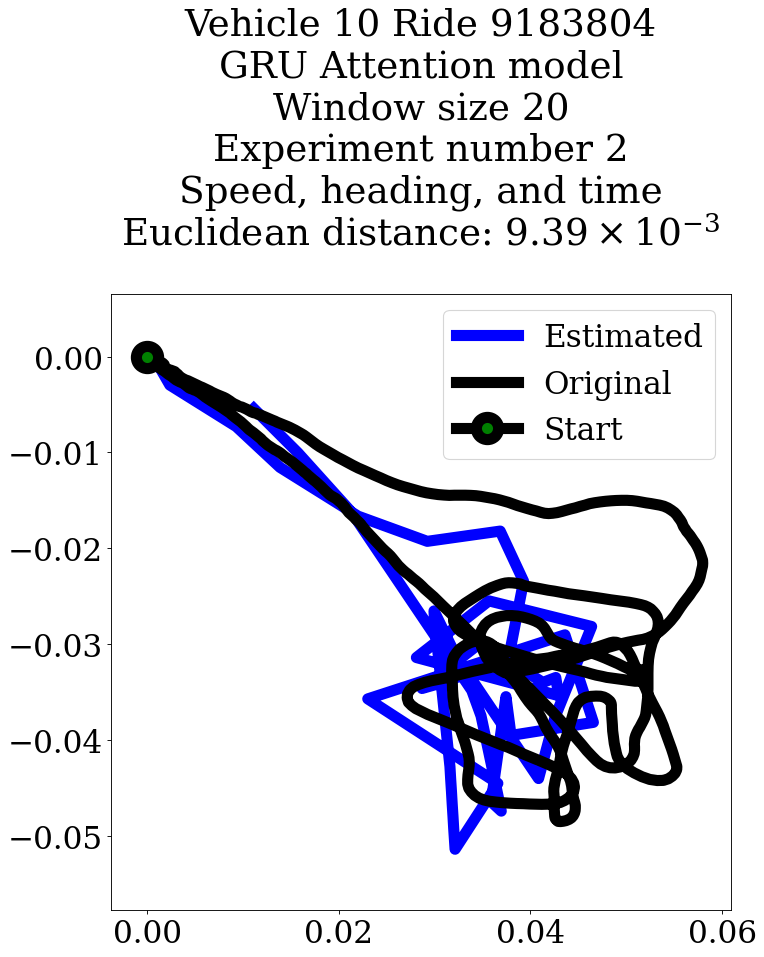 Vehicle 10 Ride 9183804
GRU Attention model
Window size 20
Experiment number 2
Speed, heading, and time
Euclidean distance: 9.39 × 10⁻³
Estimated
Original
Start
0.00
−0.01
−0.02
−0.03
−0.04
−0.05
0.00 0.02 0.04 0.06